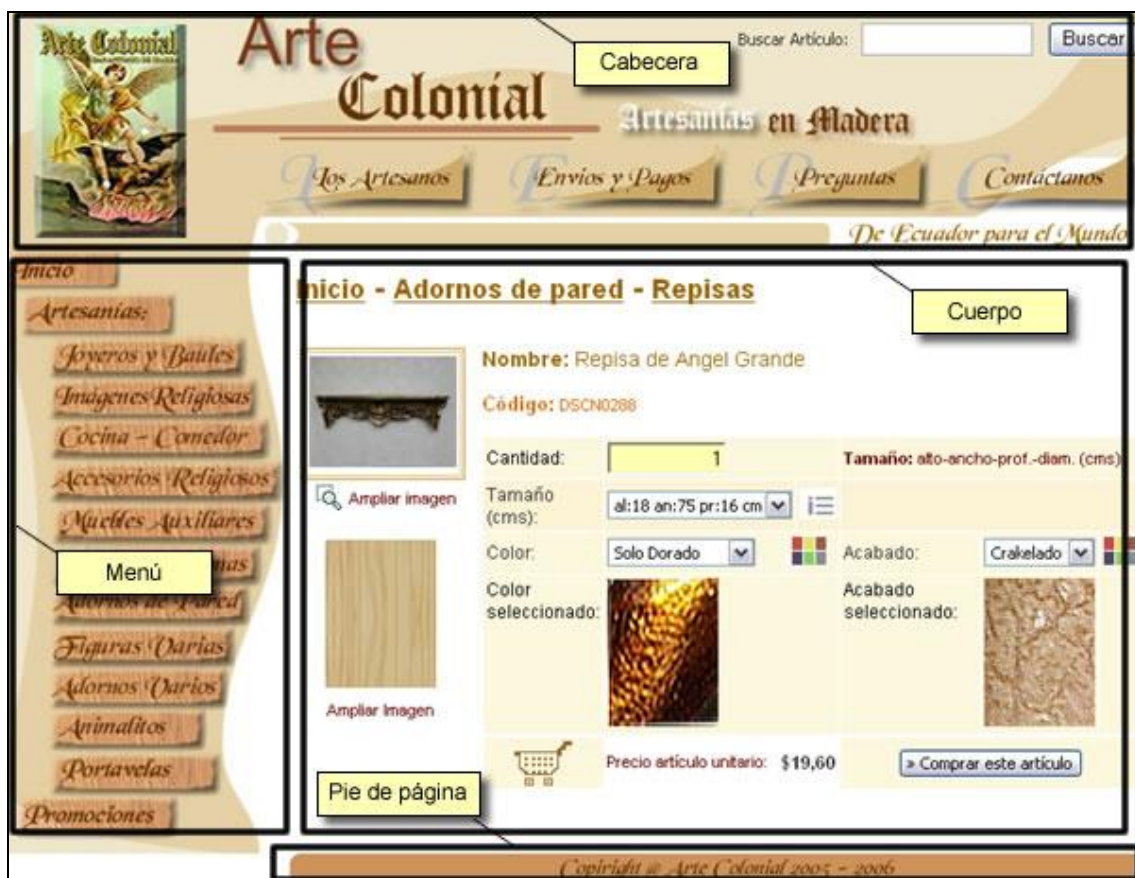 Arte Colonial
Arte
Colonial
Artesanías en Madera
Buscar Artículo:
Buscar
Cabecera
Los Artesanos
Envíos y Pagos
Preguntas
Contáctanos
De Ecuador para el Mundo
Inicio
Artesanías:
Joyeros y Baúles
Imágenes Religiosas
Cocina - Comedor
Accesorios Religiosos
Muebles Auxiliares
Menú
Adornos de Pared
Figuras Varias
Adornos Varios
Animalitos
Portavelas
Promociones
Inicio - Adornos de pared - Repisas
Cuerpo
Nombre: Repisa de Angel Grande
Código: DSCN0288
Ampliar imagen
Cantidad: 1 Tamaño: alto-ancho-prof.-diam. (cms)
Tamaño (cms): al:18 an:75 pr:16 cm
Color: Solo Dorado Acabado: Crakelado
Color seleccionado: Acabado seleccionado:
Ampliar Imagen
Precio artículo unitario: $19,60 » Comprar este artículo
Pie de página
Copiright @ Arte Colonial 2005 - 2006